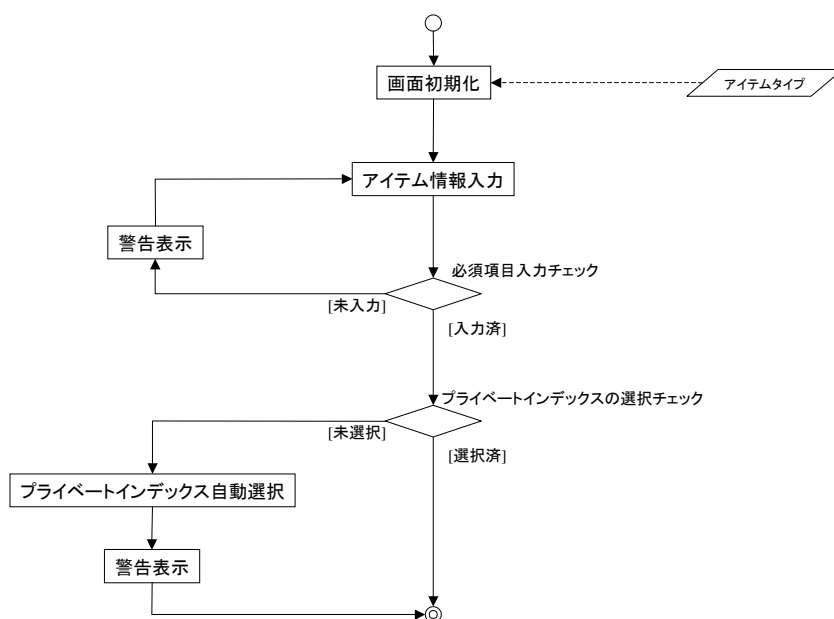 画面初期化
アイテムタイプ
アイテム情報入力
警告表示
必須項目入力チェック
[未入力]
[入力済]
プライベートインデックスの選択チェック
[未選択]
[選択済]
プライベートインデックス自動選択
警告表示